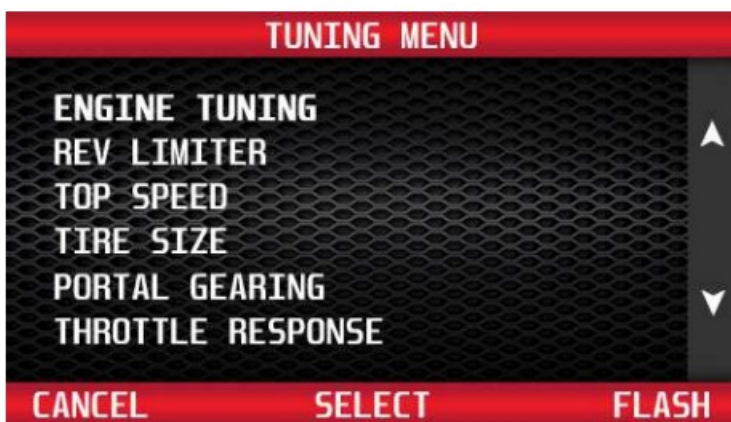 TUNING MENU
ENGINE TUNING
REV LIMITER
TOP SPEED
TIRE SIZE
PORTAL GEARING
THROTTLE RESPONSE
CANCEL SELECT FLASH